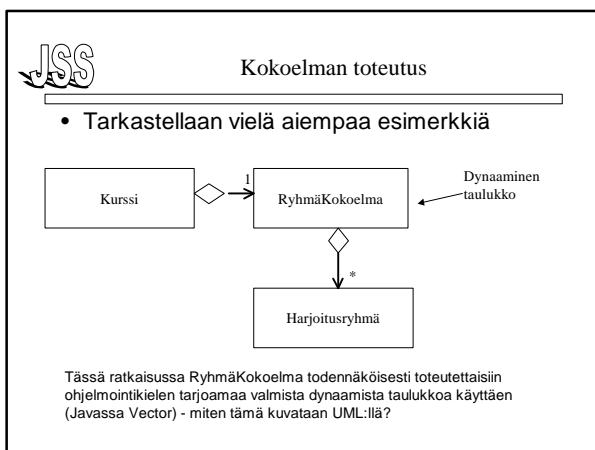 JSS
Kokoelman toteutus
• Tarkastellaan vielä aiempaa esimerkkiä
Kurssi
1
RyhmäKokoelma
Dynaaminen
taulukko
*
Harjoitusryhmä
Tässä ratkaisussa RyhmäKokoelma todennäköisesti toteutettaisiin
ohjelmointikielen tarjoamaa valmista dynaamista taulukkoa käyttäen
(Javassa Vector) - miten tämä kuvataan UML:llä?